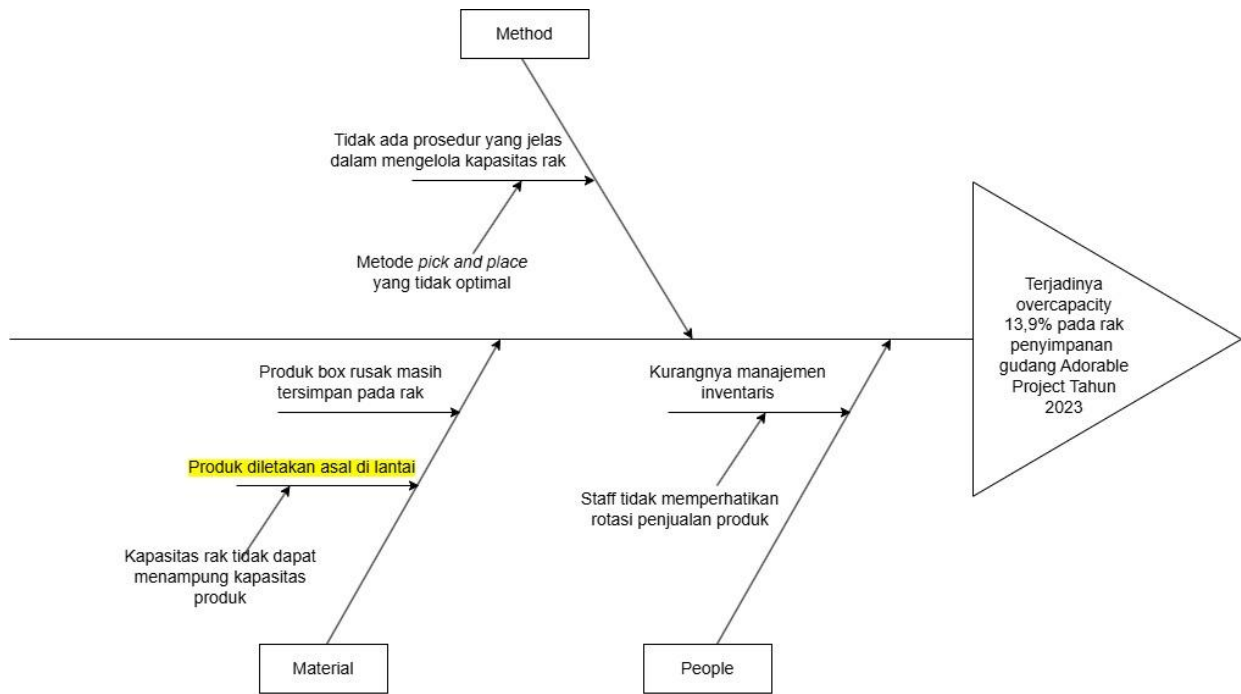 Method
Tidak ada prosedur yang jelas
dalam mengelola kapasitas rak
Metode pick and place
yang tidak optimal
Terjadinya
overcapacity
13,9% pada rak
penyimpanan
gudang Adorable
Project Tahun
2023
Produk box rusak masih
tersimpan pada rak
Kurangnya manajemen
inventaris
Produk diletakan asal di lantai
Staff tidak memperhatikan
rotasi penjualan produk
Kapasitas rak tidak dapat
menampung kapasitas
produk
Material
People